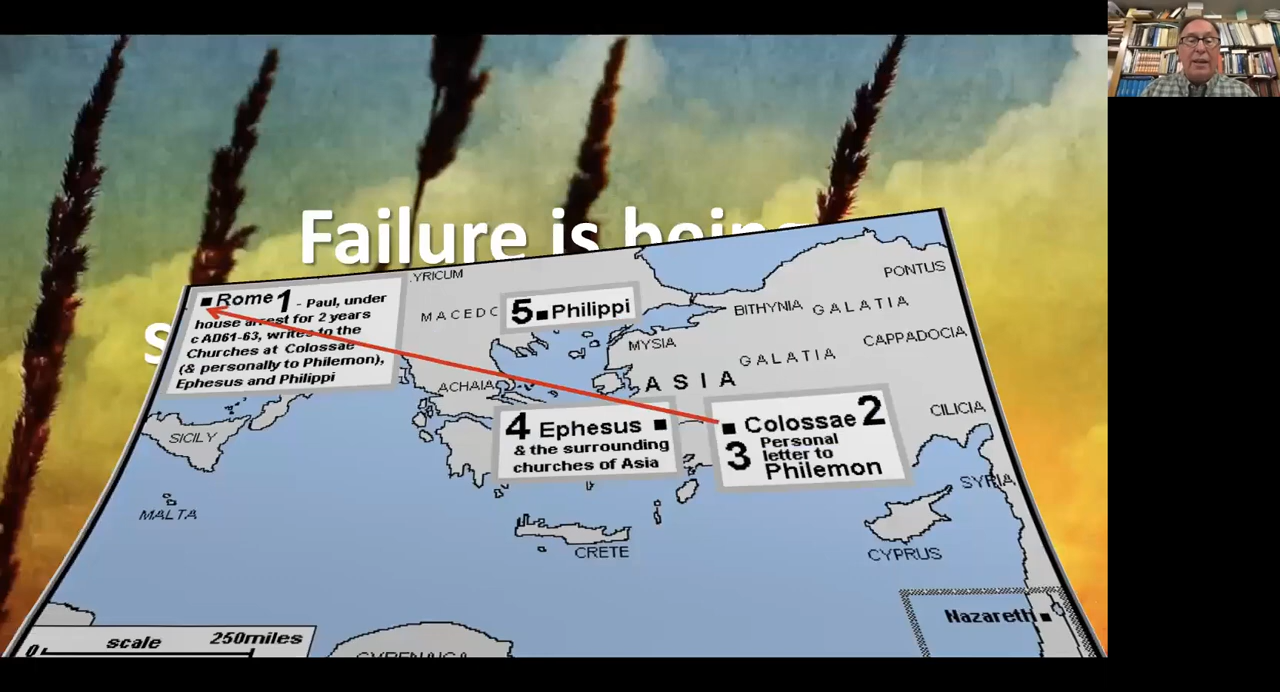 Failure is being
S
YRICUM
PONTUS
Rome 1 - Paul, under
house arrest for 2 years
c AD61-63, writes to the
Churches at Colossae
(& personally to Philemon),
Ephesus and Philippi
MACEDO
5 Philippi
BITHYNIA
GALATIA
MYSIA
GALATIA
CAPPADOCIA
ACHAIA
ASIA
4 Ephesus
& the surrounding
churches of Asia
Colossae 2
3 Personal
letter to
Philemon
CILICIA
SICILY
SYRIA
MALTA
CRETE
CYPRUS
Nazareth
scale 250miles
0